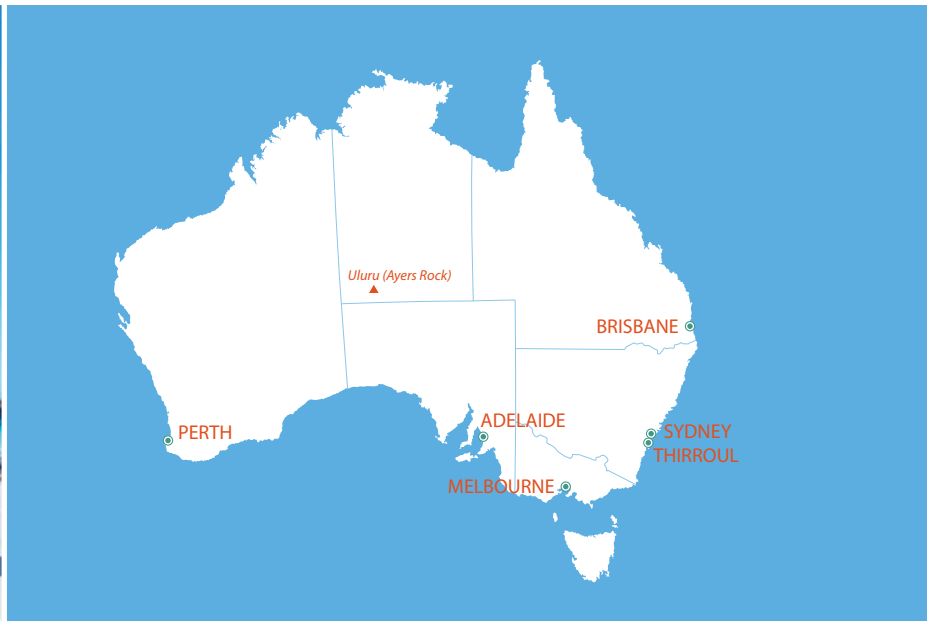 Uluru (Ayers Rock)
BRISBANE
PERTH
ADELAIDE
SYDNEY
THIRROUL
MELBOURNE